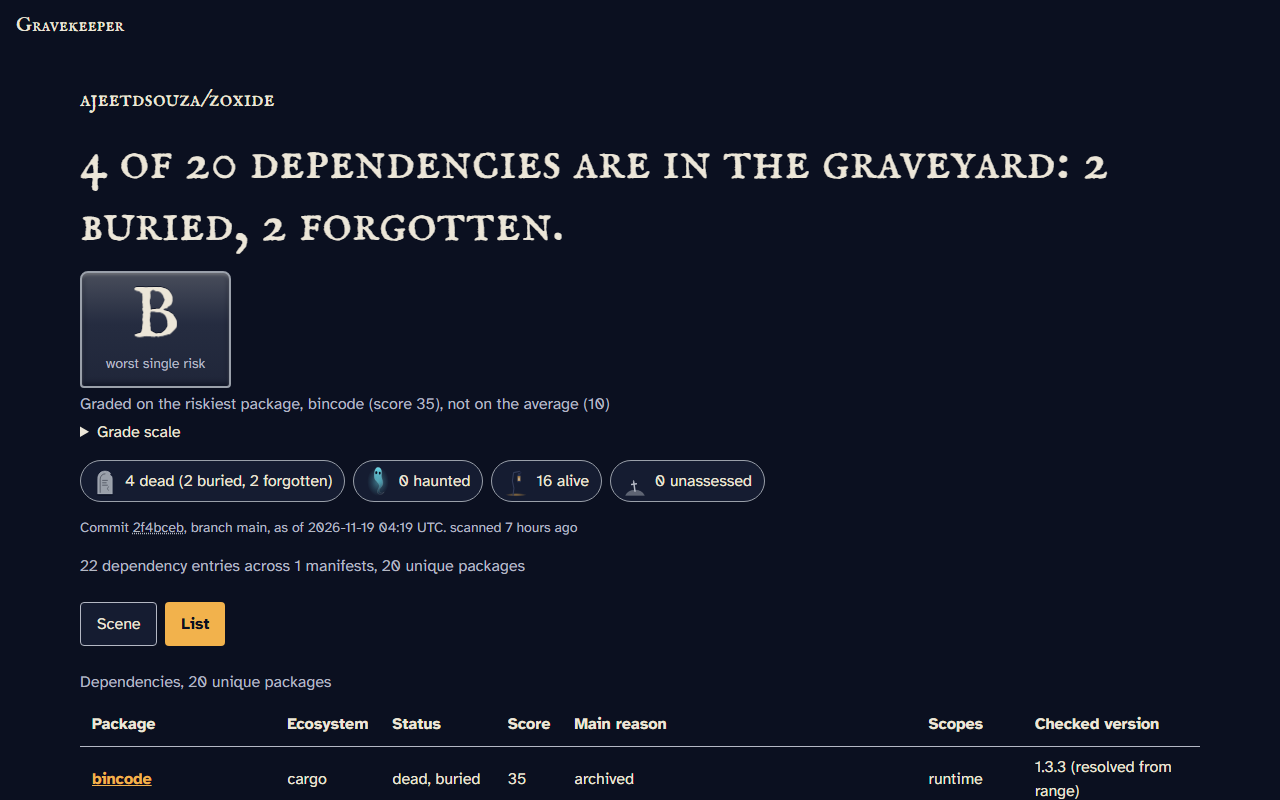 Gravekeeper
ajeetdsouza/zoxide
4 of 20 dependencies are in the graveyard: 2
buried, 2 forgotten.
B
worst single risk
Graded on the riskiest package, bincode (score 35), not on the average (10)
Grade scale
4 dead (2 buried, 2 forgotten)
0 haunted
16 alive
0 unassessed
Commit 2f4bceb, branch main, as of 2026-11-19 04:19 UTC. scanned 7 hours ago
22 dependency entries across 1 manifests, 20 unique packages
Scene
List
Dependencies, 20 unique packages
Package Ecosystem Status Score Main reason Scopes Checked version
bincode cargo dead, buried 35 archived runtime 1.3.3 (resolved from
range)